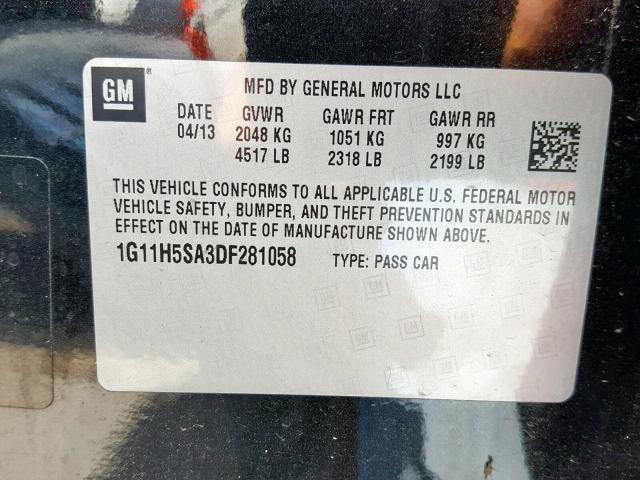 GM ® MFD BY GENERAL MOTORS LLC
DATE GVWR GAWR FRT GAWR RR
04/13 2048 KG 1051 KG 997 KG
4517 LB 2318 LB 2199 LB
THIS VEHICLE CONFORMS TO ALL APPLICABLE U.S. FEDERAL MOTOR
VEHICLE SAFETY, BUMPER, AND THEFT PREVENTION STANDARDS IN
EFFECT ON THE DATE OF MANUFACTURE SHOWN ABOVE.
1G11H5SA3DF281058 TYPE: PASS CAR